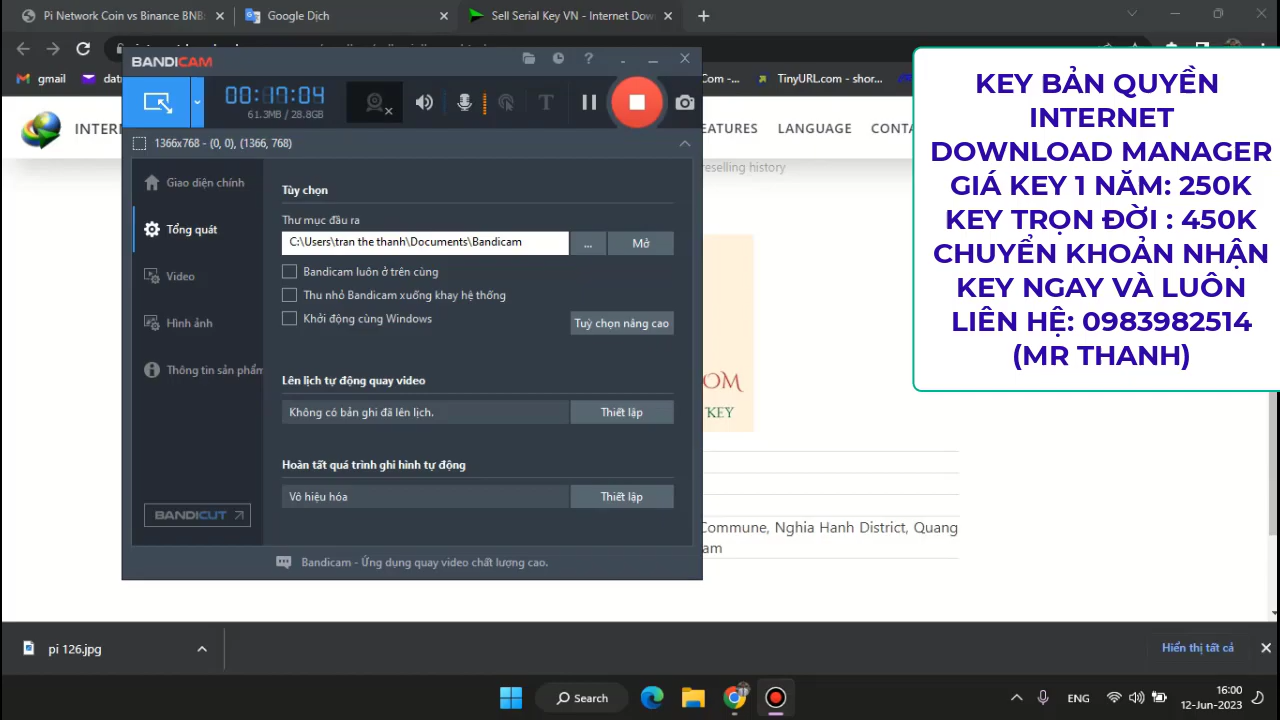 Pi Network Coin vs Binance BNB
Google Dịch
Sell Serial Key VN - Internet Dow
gmail
Com -...
TinyURL.com - shor...
INTER
EATURES
LANGUAGE
CONTA
reselling history
OM
KEY
Commune, Nghia Hanh District, Quang
am
BANDICAM
00:17:04
61.3MB / 28.8GB
1366x768 - (0, 0), (1366, 768)
Giao diện chính
Tổng quát
Video
Hình ảnh
Thông tin sản phẩm
BANDICUT
Tùy chọn
Thư mục đầu ra
C:\Users\tran the thanh\Documents\Bandicam
...
Mở
Bandicam luôn ở trên cùng
Thu nhỏ Bandicam xuống khay hệ thống
Khởi động cùng Windows
Tuỳ chọn nâng cao
Lên lịch tự động quay video
Không có bản ghi đã lên lịch.
Thiết lập
Hoàn tất quá trình ghi hình tự động
Vô hiệu hóa
Thiết lập
Bandicam - Ứng dụng quay video chất lượng cao.
KEY BẢN QUYỀN
INTERNET
DOWNLOAD MANAGER
GIÁ KEY 1 NĂM: 250K
KEY TRỌN ĐỜI : 450K
CHUYỂN KHOẢN NHẬN
KEY NGAY VÀ LUÔN
LIÊN HỆ: 0983982514
(MR THANH)
pi 126.jpg
Hiển thị tất cả
Search
ENG
16:00
12-Jun-2023